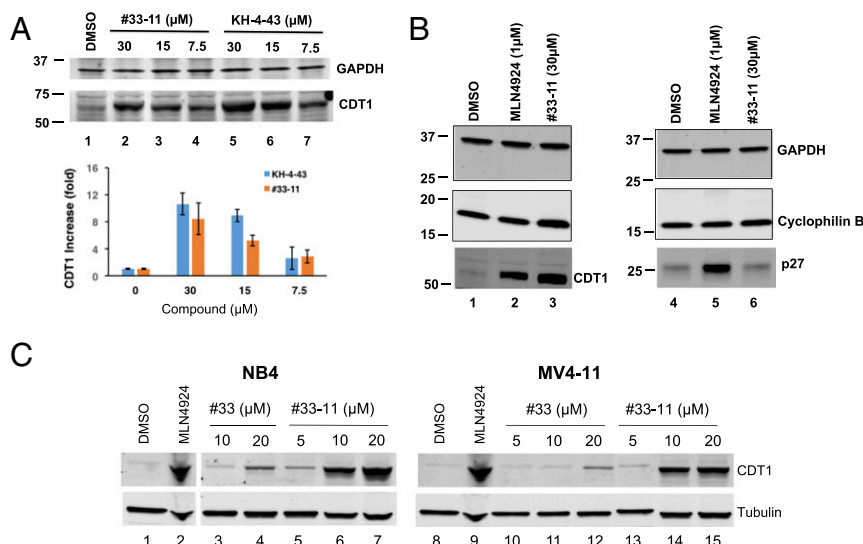 A
DMSO
#33-11 (µM)
KH-4-43 (µM)
30 15 7.5 30 15 7.5
37
GAPDH
75
CDT1
50
1 2 3 4 5 6 7
CDT1 Increase (fold)
16
12
8
4
0
KH-4-43
#33-11
0 30 15 7.5
Compound (µM)
B
DMSO
MLN4924 (1µM)
#33-11 (30µM)
37
25
20
15
50
CDT1
1 2 3
DMSO
MLN4924 (1µM)
#33-11 (30µM)
37
GAPDH
25
20
Cyclophilin B
15
25
p27
4 5 6
C
NB4
DMSO
MLN4924
#33 (µM)
#33-11 (µM)
10 20 5 10 20
1 2 3 4 5 6 7
MV4-11
DMSO
MLN4924
#33 (µM)
#33-11 (µM)
5 10 20 5 10 20
CDT1
Tubulin
8 9 10 11 12 13 14 15